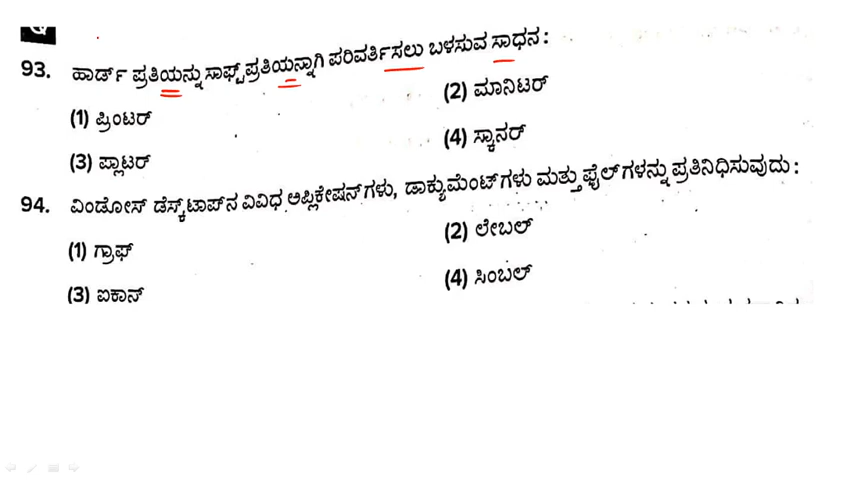 93. ಹಾರ್ಡ್ ಪ್ರತಿಯನ್ನು ಸಾಫ್ಟ್‌ಪ್ರತಿಯನ್ನಾಗಿ ಪರಿವರ್ತಿಸಲು ಬಳಸುವ ಸಾಧನ :
(1) ಪ್ರಿಂಟರ್ (2) ಮಾನಿಟರ್
(3) ಪ್ಲಾಟರ್ (4) ಸ್ಕಾನರ್
94. ವಿಂಡೋಸ್ ಡೆಸ್ಕ್‌ಟಾಪ್‌ನ ವಿವಿಧ ಅಪ್ಲಿಕೇಷನ್‌ಗಳು, ಡಾಕ್ಯುಮೆಂಟ್‌ಗಳು ಮತ್ತು ಫೈಲ್‌ಗಳನ್ನು ಪ್ರತಿನಿಧಿಸುವುದು :
(1) ಗ್ರಾಫ್ (2) ಲೇಬಲ್
(3) ಐಕಾನ್ (4) ಸಿಂಬಲ್